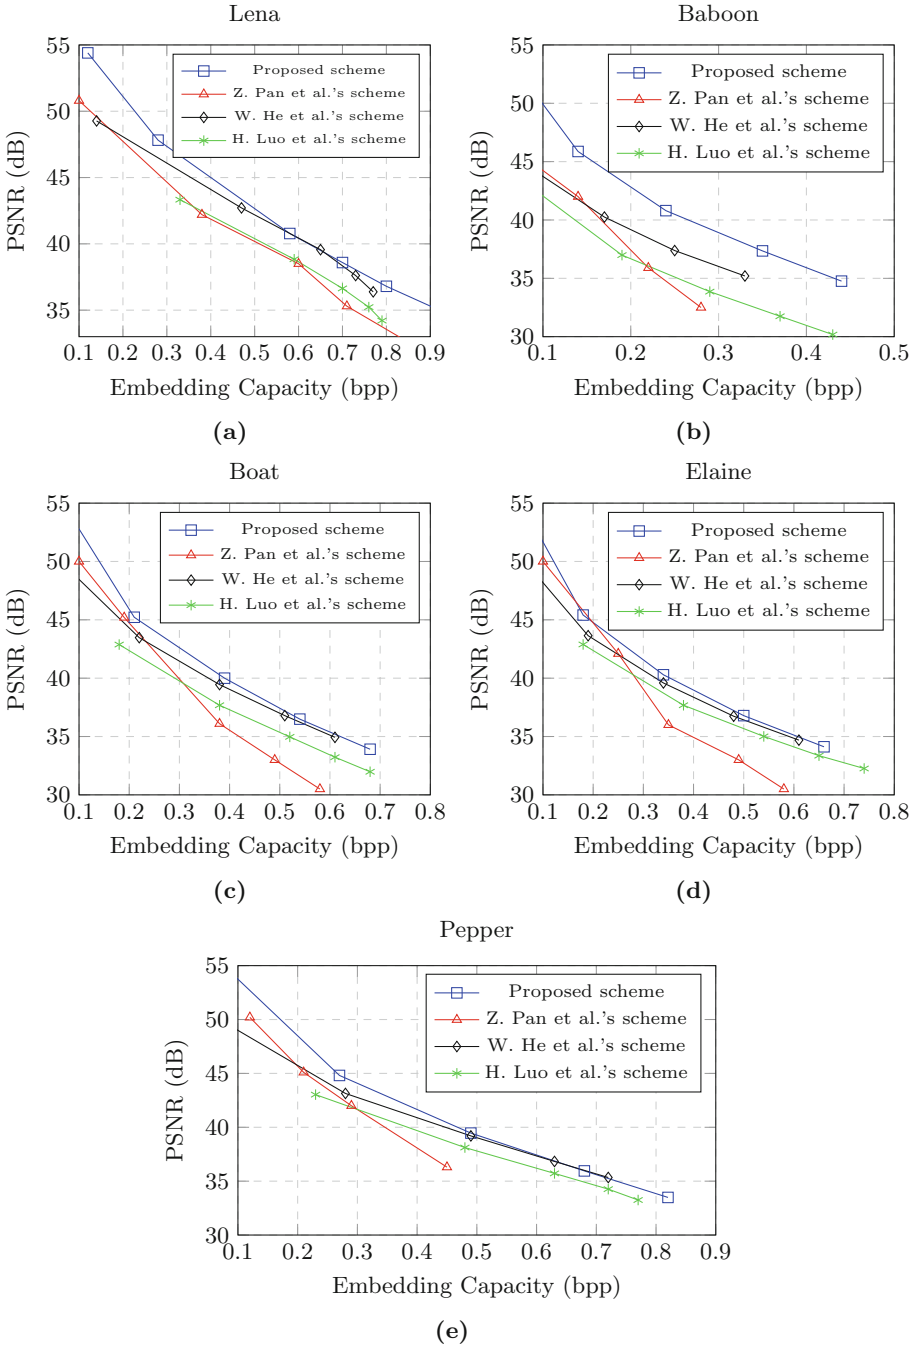 Lena
55
50
45
40
35
0.1 0.2 0.3 0.4 0.5 0.6 0.7 0.8 0.9
PSNR (dB)
Embedding Capacity (bpp)
Proposed scheme
Z. Pan et al.'s scheme
W. He et al.'s scheme
H. Luo et al.'s scheme
(a)
Baboon
55
50
45
40
35
30
0.1 0.2 0.3 0.4 0.5
PSNR (dB)
Embedding Capacity (bpp)
Proposed scheme
Z. Pan et al.'s scheme
W. He et al.'s scheme
H. Luo et al.'s scheme
(b)
Boat
55
50
45
40
35
30
0.1 0.2 0.3 0.4 0.5 0.6 0.7 0.8
PSNR (dB)
Embedding Capacity (bpp)
Proposed scheme
Z. Pan et al.'s scheme
W. He et al.'s scheme
H. Luo et al.'s scheme
(c)
Elaine
55
50
45
40
35
30
0.1 0.2 0.3 0.4 0.5 0.6 0.7 0.8
PSNR (dB)
Embedding Capacity (bpp)
Proposed scheme
Z. Pan et al.'s scheme
W. He et al.'s scheme
H. Luo et al.'s scheme
(d)
Pepper
55
50
45
40
35
30
0.1 0.2 0.3 0.4 0.5 0.6 0.7 0.8 0.9
PSNR (dB)
Embedding Capacity (bpp)
Proposed scheme
Z. Pan et al.'s scheme
W. He et al.'s scheme
H. Luo et al.'s scheme
(e)